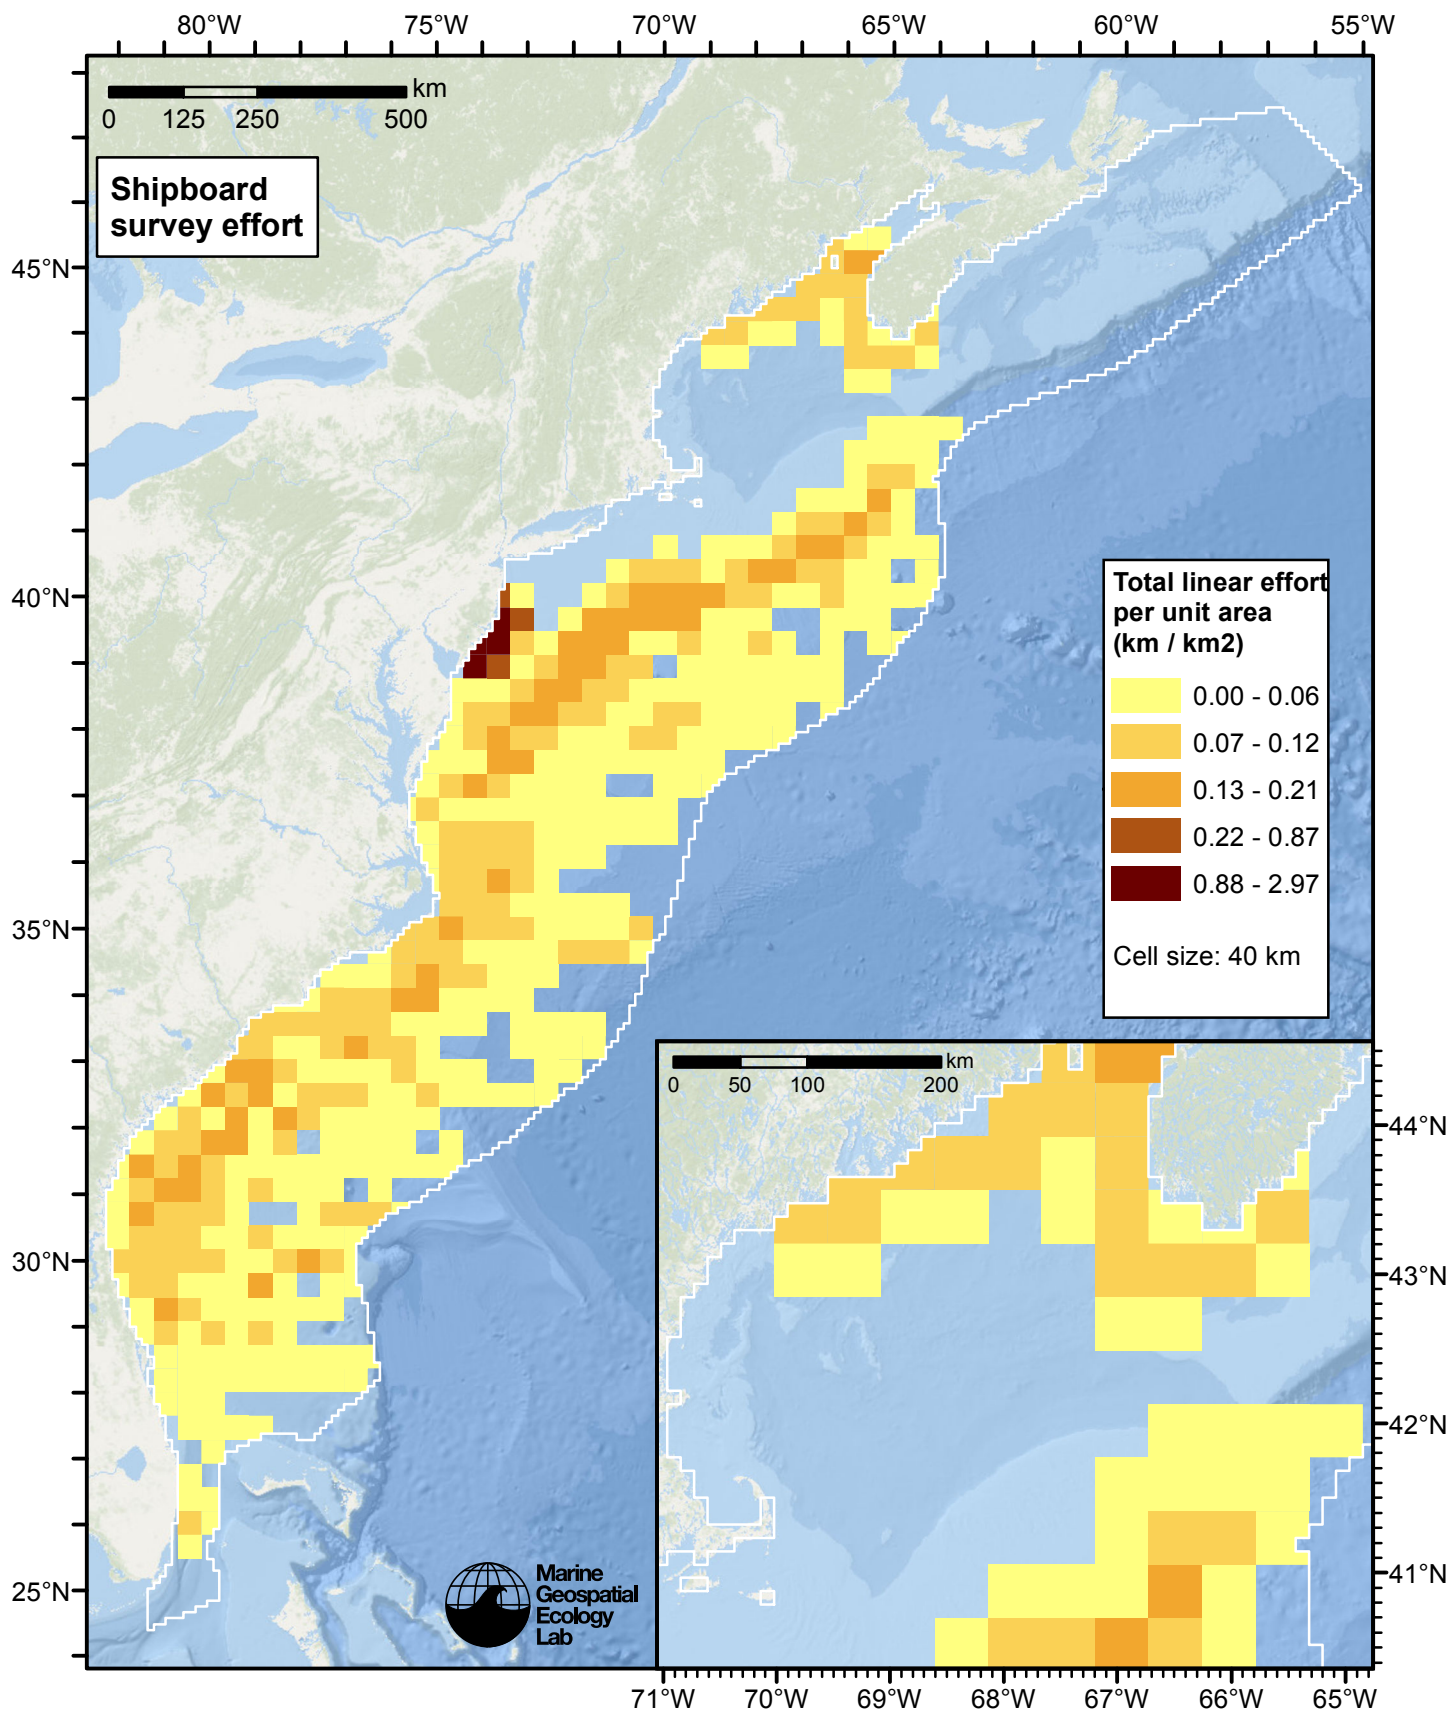 80°W 75°W 70°W 65°W 60°W 55°W
km
0 125 250 500
Shipboard
survey effort
45°N
40°N
35°N
30°N
25°N
Total linear effort
per unit area
(km / km2)
0.00 - 0.06
0.07 - 0.12
0.13 - 0.21
0.22 - 0.87
0.88 - 2.97
Cell size: 40 km
km
0 50 100 200
44°N
43°N
42°N
41°N
Marine
Geospatial
Ecology
Lab
71°W 70°W 69°W 68°W 67°W 66°W 65°W